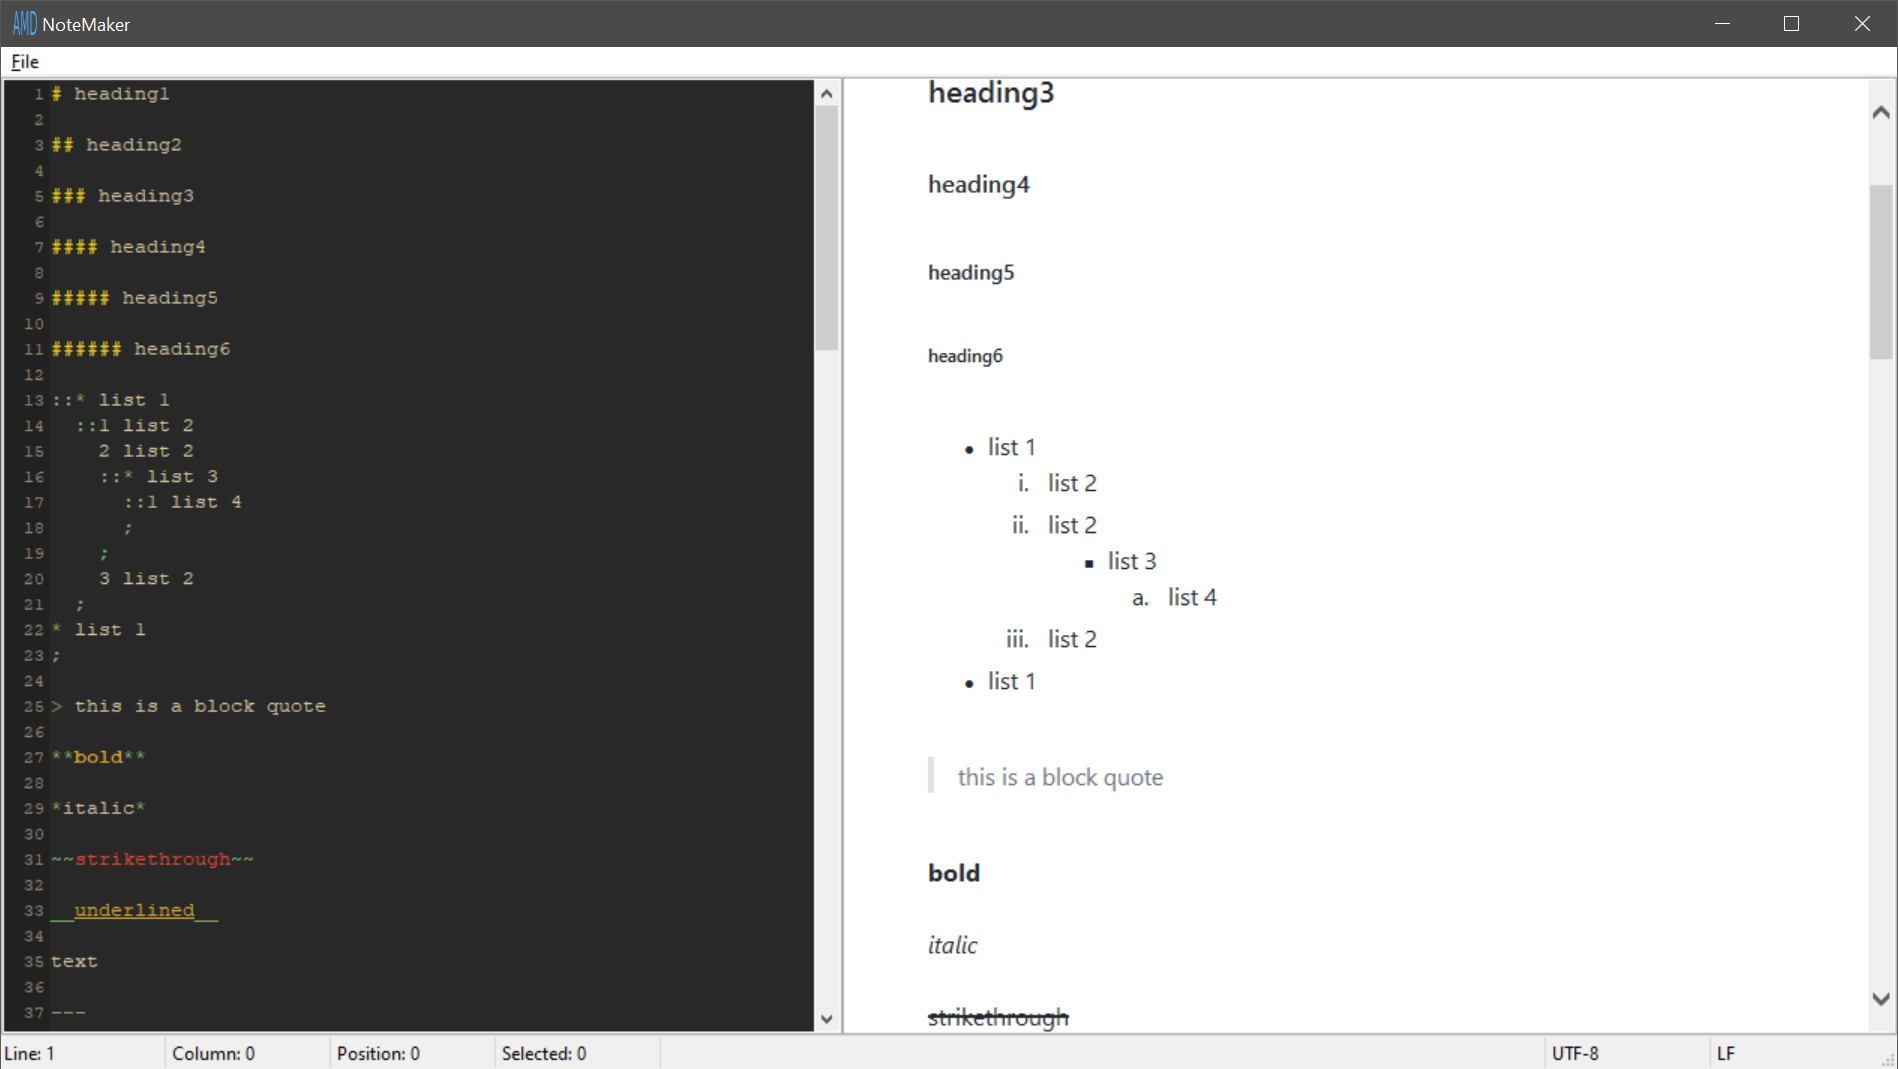 AMD NoteMaker
File
1 # heading1
2
3 ## heading2
4
5 ### heading3
6
7 #### heading4
8
9 ##### heading5
10
11 ###### heading6
12
13 ::* list 1
14 ::1 list 2
15 2 list 2
16 ::* list 3
17 ::1 list 4
18 ;
19 ;
20 3 list 2
21 ;
22 * list 1
23 ;
24
25 > this is a block quote
26
27 **bold**
28
29 *italic*
30
31 ~~strikethrough~~
32
33 __underlined__
34
35 text
36
37 ---
heading3
heading4
heading5
heading6
• list 1
i. list 2
ii. list 2
▪ list 3
a. list 4
iii. list 2
• list 1
this is a block quote
bold
italic
strikethrough
Line: 1 Column: 0 Position: 0 Selected: 0 UTF-8 LF